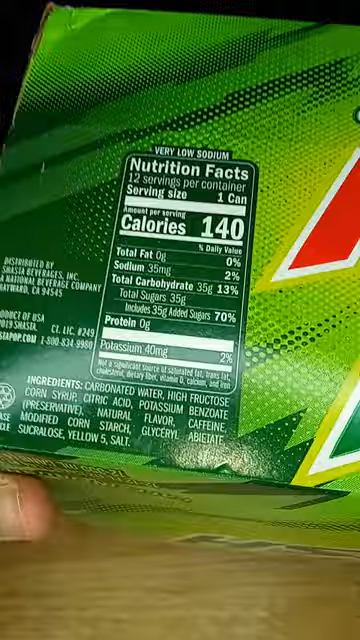 VERY LOW SODIUM
Nutrition Facts
12 servings per container
Serving size 1 Can
Amount per serving
Calories 140
% Daily Value
Total Fat 0g 0%
Sodium 35mg 2%
Total Carbohydrate 35g 13%
Total Sugars 35g
Includes 35g Added Sugars 70%
Protein 0g
Potassium 40mg 2%
Not a significant source of saturated fat, trans fat,
cholesterol, dietary fiber, vitamin D, calcium, and iron
DISTRIBUTED BY
SHASTA BEVERAGES, INC.
A NATIONAL BEVERAGE COMPANY
HAYWARD, CA 94545
PRODUCT OF USA
2019 SHASTA. CT. LIC. #249
1-800-834-9980
INGREDIENTS: CARBONATED WATER, HIGH FRUCTOSE
CORN SYRUP, CITRIC ACID, POTASSIUM BENZOATE
(PRESERVATIVE), NATURAL FLAVOR, CAFFEINE,
MODIFIED CORN STARCH, GLYCERYL ABIETATE,
SUCRALOSE, YELLOW 5, SALT.